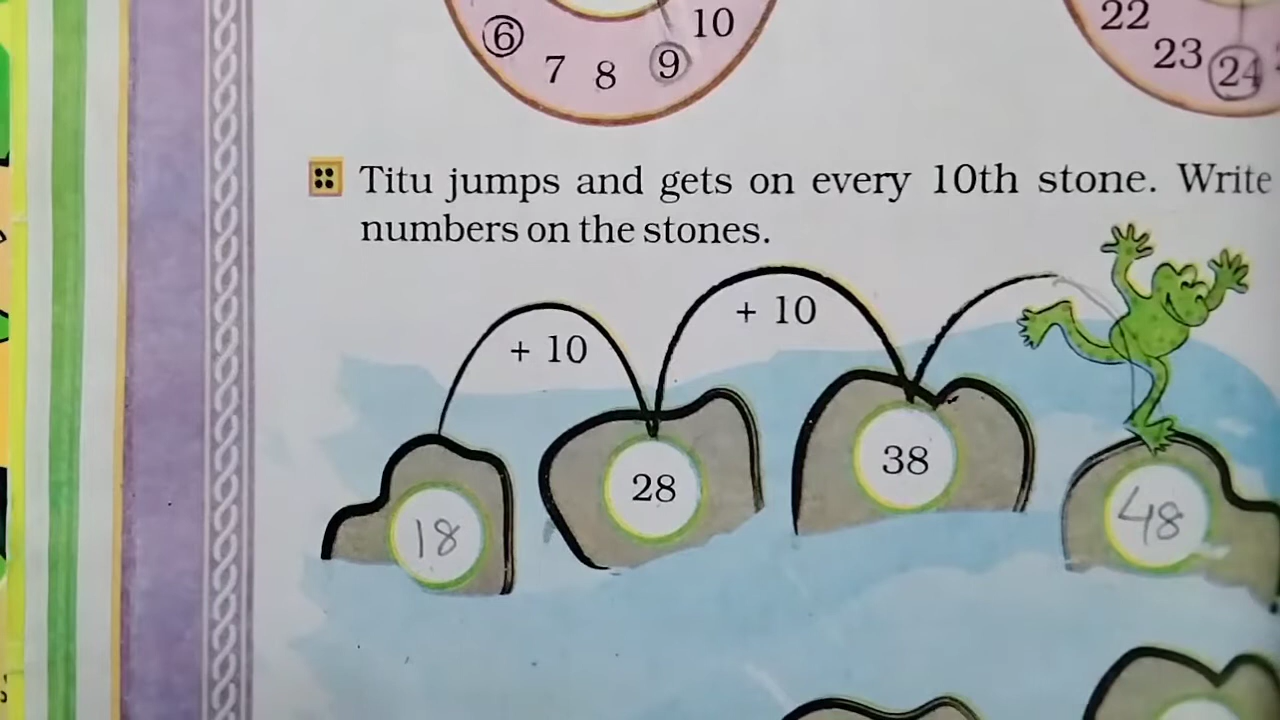 6 7 8 9 10
22 23 24
Titu jumps and gets on every 10th stone. Write
numbers on the stones.
+ 10
+ 10
18 28 38 48